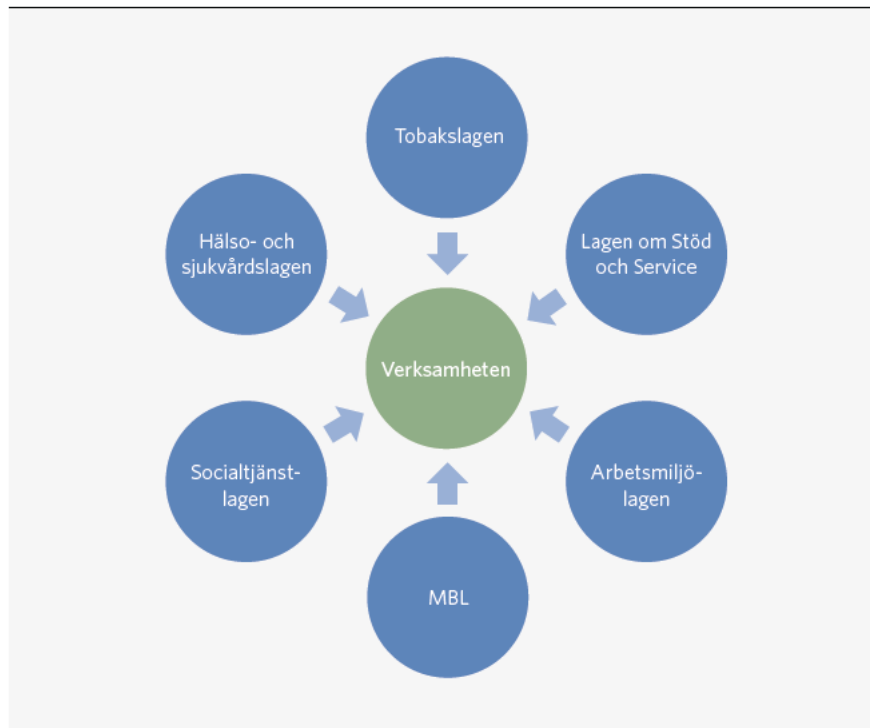 Tobakslagen
Hälso- och
sjukvårdslagen
Lagen om Stöd
och Service
Verksamheten
Socialtjänst-
lagen
Arbetsmiljö-
lagen
MBL